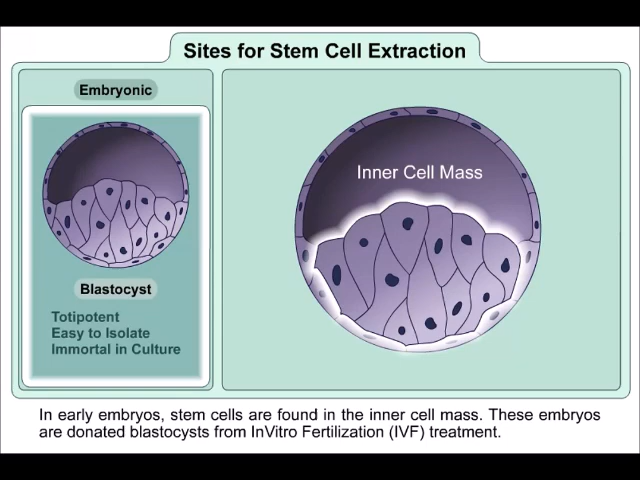 Sites for Stem Cell Extraction
Embryonic
Blastocyst
Totipotent
Easy to Isolate
Immortal in Culture
Inner Cell Mass
In early embryos, stem cells are found in the inner cell mass. These embryos
are donated blastocysts from InVitro Fertilization (IVF) treatment.